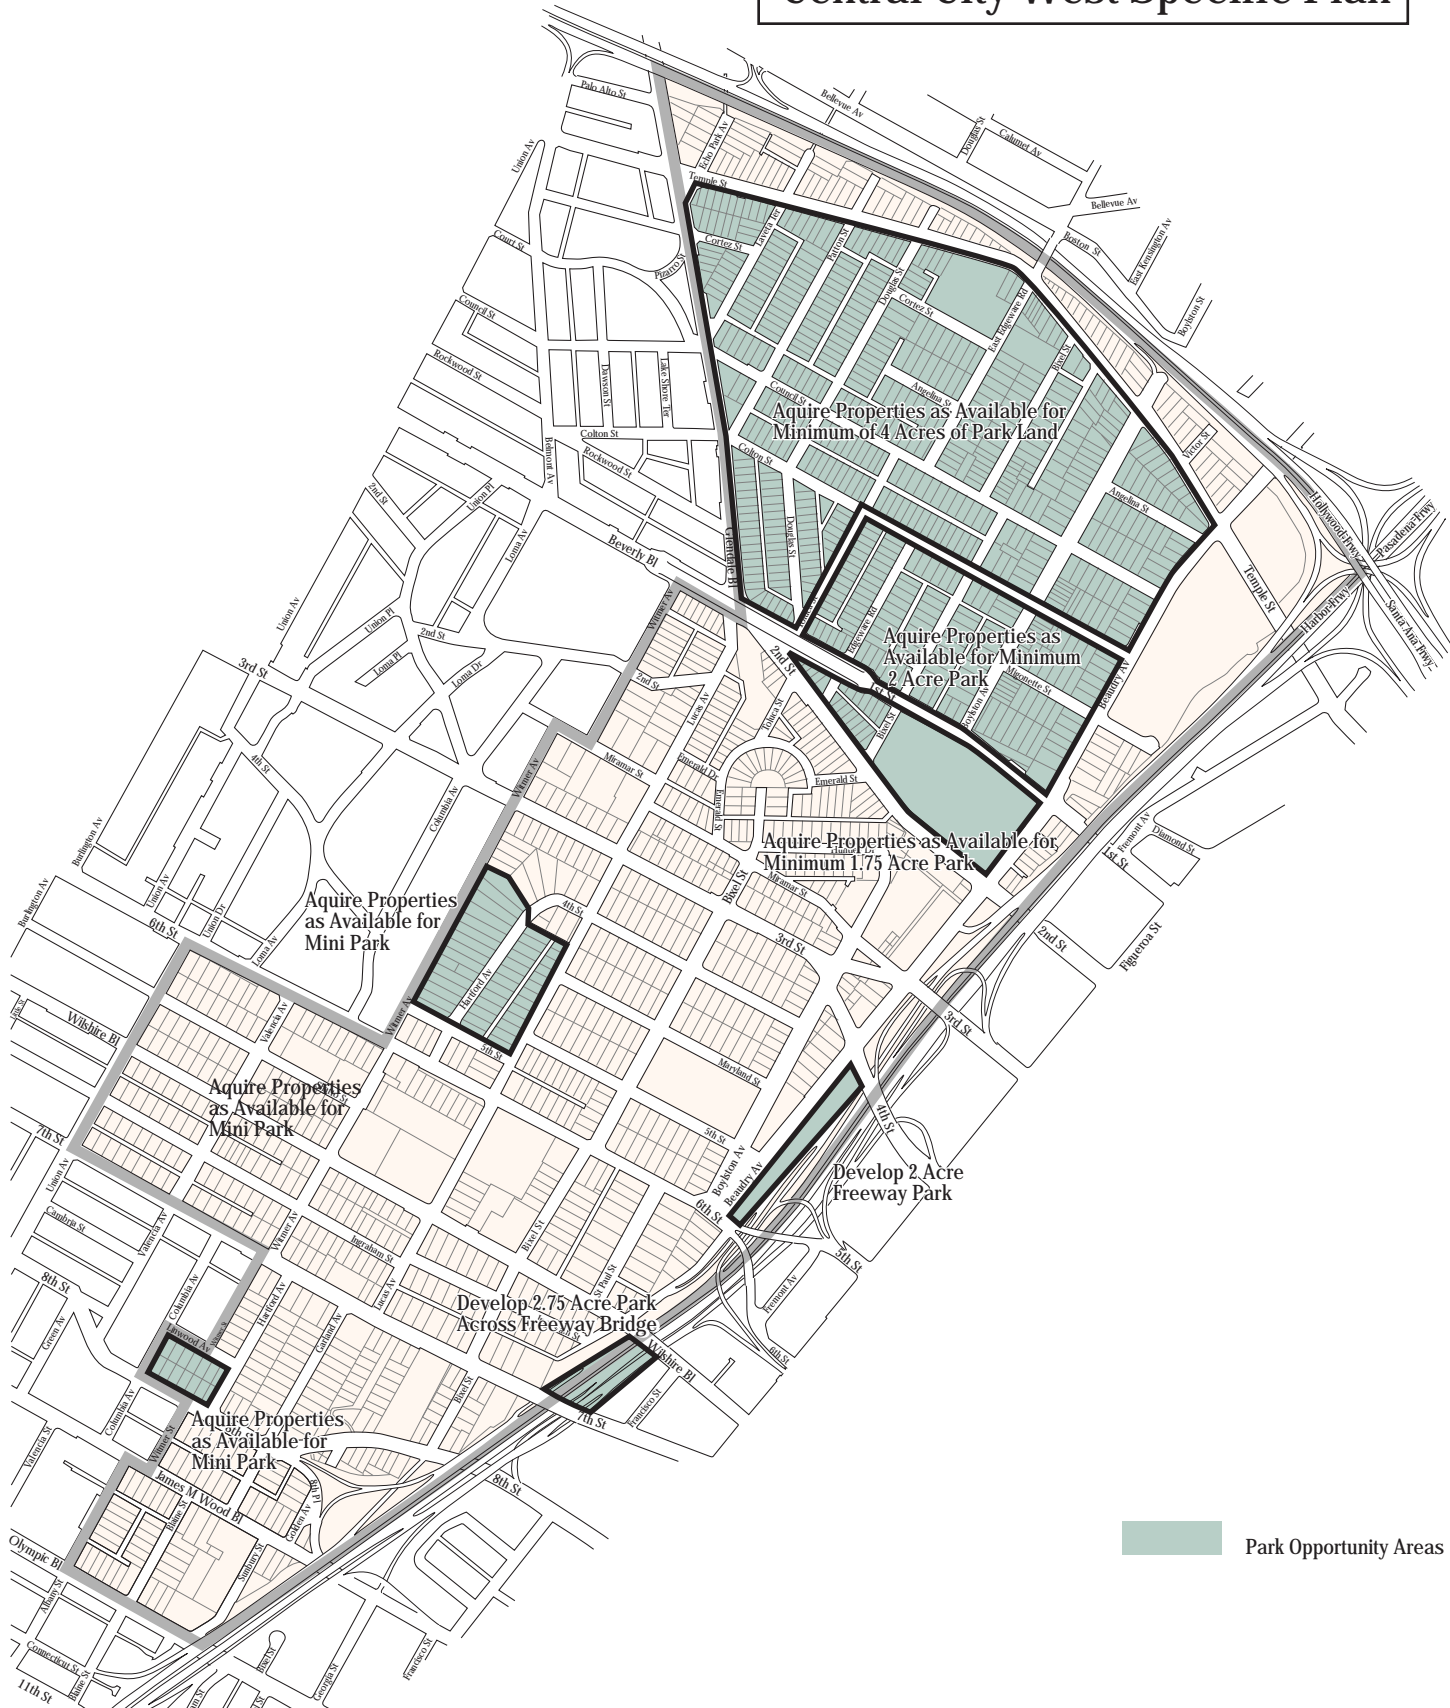 Central City West Specific Plan
Palo Alto St
Bellevue Av
Douglas St
Calumet Av
Union Av
Echo Park Av
Temple St
Bellevue Av
Court St
Cortez St
Laveta Ter
Patton St
Boston St
East Kensington Av
Pizarro St
Douglas St
Cortez St
East Edgeware Rd
Boylston St
Council St
Rockwood St
Dawson St
Lake Shore Ter
Bixel St
Council St
Angelina St
Aquire Properties as Available for
Minimum of 4 Acres of Park Land
Colton St
Belmont Av
Rockwood St
Colton St
Victor St
2nd St
Union Pl
Angelina St
Hollywood Frwy
Pasadena Frwy
Loma Av
Beverly Bl
Glendale Bl
Douglas St
Temple St
Harbor Frwy
Santa Ana Frwy
Union Av
Union Pl
2nd St
Witmer Av
Edgeware Rd
Aquire Properties as
Available for Minimum
2 Acre Park
3rd St
Loma Pl
Loma Dr
2nd St
2nd St
1st St
Mignonette St
Beaudry Av
Lucas Av
Toluca St
Bixel St
Boylston Av
4th St
Miramar St
Emerald Dr
Emerald St
Emerald St
Witmer Av
Columbia Av
Burlington Av
Fremont Av
Diamond St
1st St
Aquire Properties as Available for
Minimum 1.75 Acre Park
Miramar St
Bixel St
Burlington Av
Union Av
Union Dr
6th St
Loma Av
Aquire Properties
as Available for
Mini Park
4th St
3rd St
2nd St
Figueroa St
Hartford Av
Witmer Av
5th St
Wilshire Bl
Valencia Av
3rd St
Maryland St
Aquire Properties
as Available for
Mini Park
4th St
5th St
7th St
Union Av
Boylston Av
Beaudry Av
6th St
Develop 2 Acre
Freeway Park
Cambria St
Valencia Av
Witmer Av
Ingraham St
Bixel St
5th St
8th St
Columbia Av
Hartford Av
Lucas Av
St Paul St
Fremont Av
Green Av
Linwood Av
Garland Av
Develop 2.75 Acre Park
Across Freeway Bridge
6th St
Wilshire Bl
Columbia Av
Bixel St
Francisco St
7th St
Valencia St
Witmer St
Aquire Properties
as Available for
Mini Park
8th St
James M Wood Bl
8th Pl
Blaine St
Golden Av
Olympic Bl
Sunbury St
Park Opportunity Areas
Albany St
Connecticut St
Blaine St
Bixel St
Georgia St
Francisco St
11th St